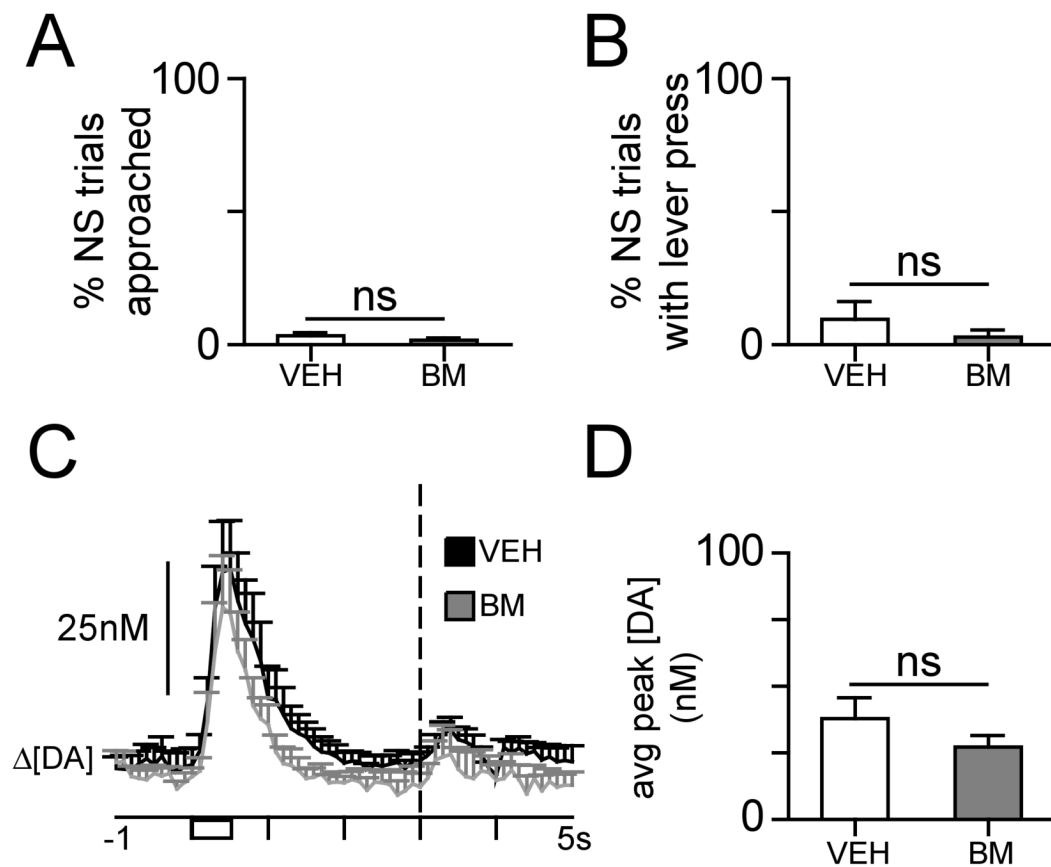 A
100
% NS trials
approached
0
ns
VEH
BM
B
100
% NS trials
with lever press
0
ns
VEH
BM
C
25nM
Δ[DA]
VEH
BM
-1
5s
D
100
avg peak [DA]
(nM)
0
ns
VEH
BM